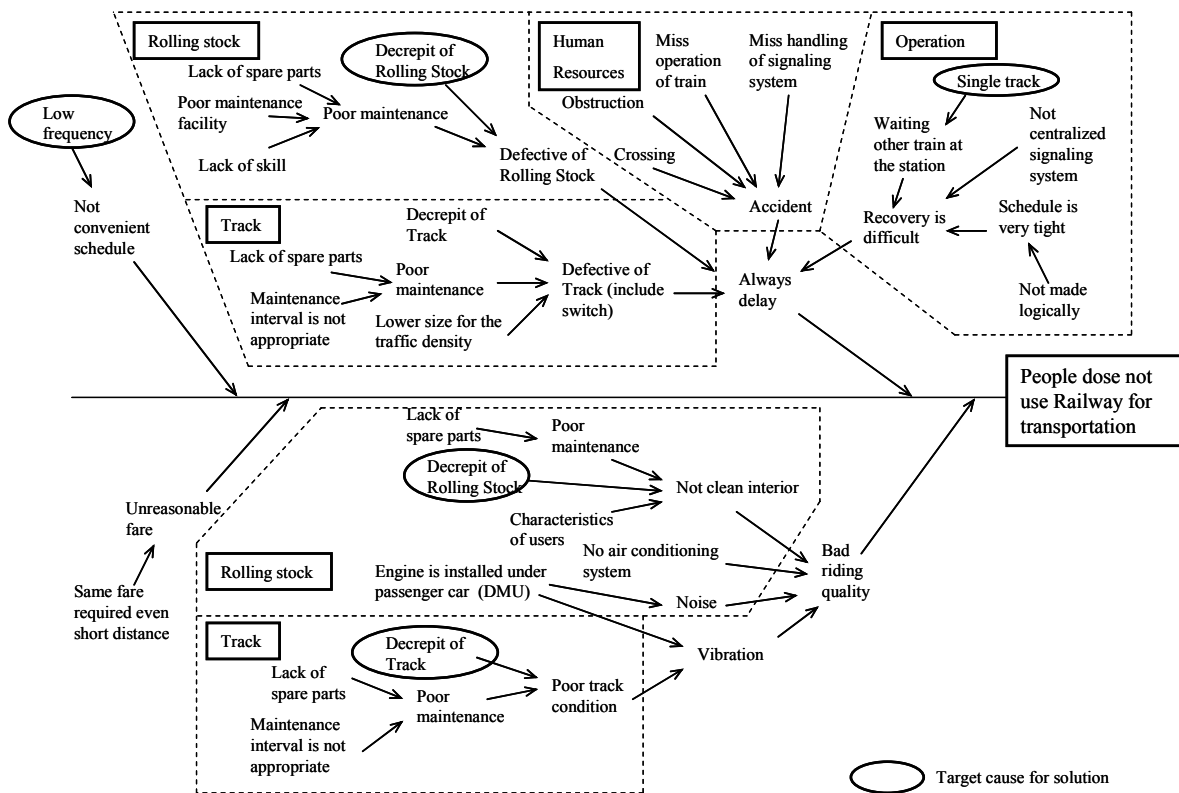 Rolling stock
Decrepit of
Rolling Stock
Lack of spare parts
Poor maintenance
facility
Poor maintenance
Lack of skill
Defective of
Rolling Stock
Low
frequency
Not
convenient
schedule
Human
Resources
Miss
operation
of train
Miss handling
of signaling
system
Obstruction
Crossing
Accident
Operation
Single track
Waiting
other train at
the station
Not
centralized
signaling
system
Recovery is
difficult
Schedule is
very tight
Not made
logically
Track
Decrepit of
Track
Lack of spare parts
Poor
maintenance
Maintenance
interval is not
appropriate
Lower size for the
traffic density
Defective of
Track (include
switch)
Always
delay
People dose not
use Railway for
transportation
Lack of
spare parts
Poor
maintenance
Decrepit of
Rolling Stock
Not clean interior
Characteristics
of users
Unreasonable
fare
Same fare
required even
short distance
Rolling stock
No air conditioning
system
Engine is installed under
passenger car (DMU)
Noise
Bad
riding
quality
Vibration
Track
Decrepit of
Track
Lack of
spare parts
Poor
maintenance
Poor track
condition
Maintenance
interval is not
appropriate
Target cause for solution